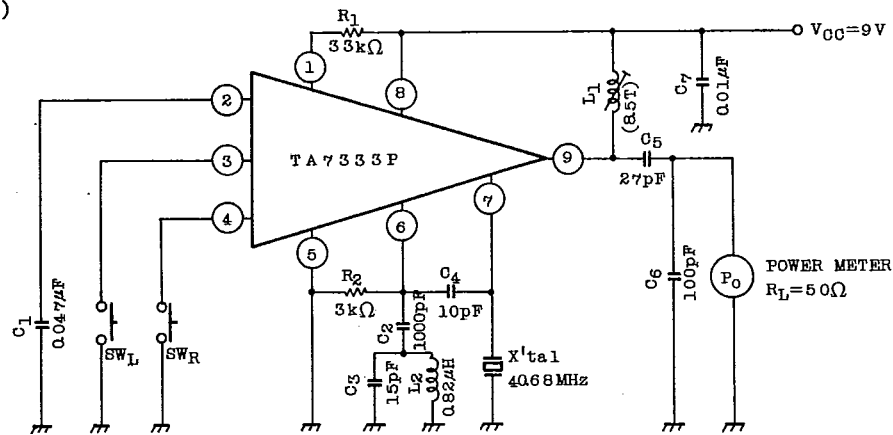 )
R1
33kΩ
VCC=9V
1
8
2
3
4
TA7333P
9
7
5
6
L1
(8.5T)
C7
0.01μF
C5
27pF
C6
100pF
P0
POWER METER
RL=50Ω
R2
3kΩ
C4
10pF
C2
1000pF
C3
15pF
L2
0.82μH
X'tal
40.68MHz
C1
0.047μF
SWL
SWR